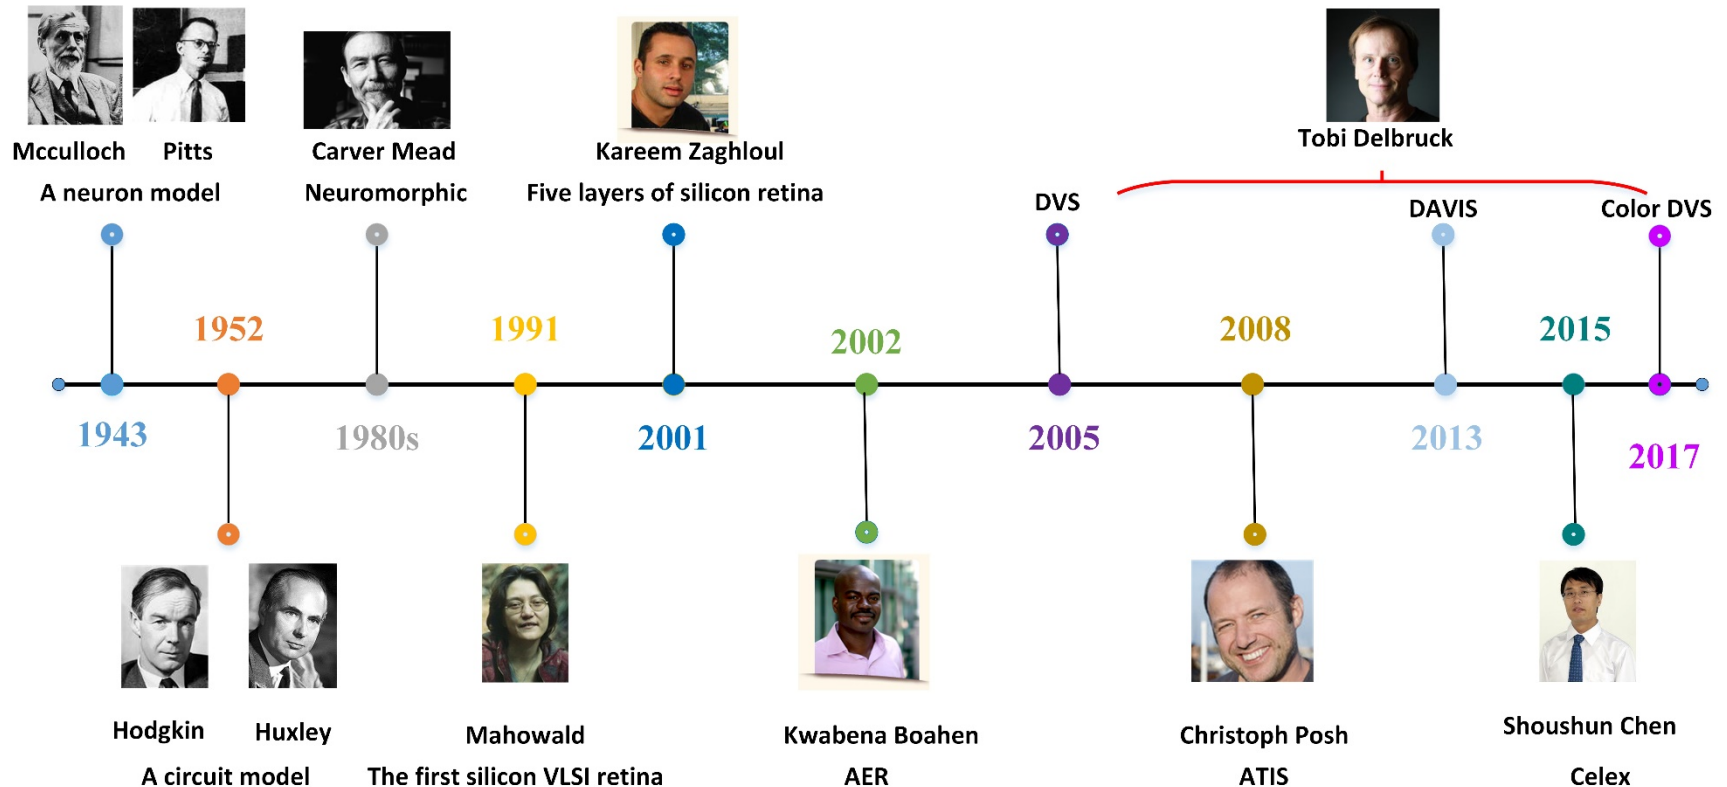 Mcculloch Pitts
A neuron model
Carver Mead
Neuromorphic
Kareem Zaghloul
Five layers of silicon retina
Tobi Delbruck
DVS
DAVIS
Color DVS
1952
1991
2002
2008
2015
1943
1980s
2001
2005
2013
2017
Hodgkin Huxley
A circuit model
Mahowald
The first silicon VLSI retina
Kwabena Boahen
AER
Christoph Posh
ATIS
Shoushun Chen
Celex